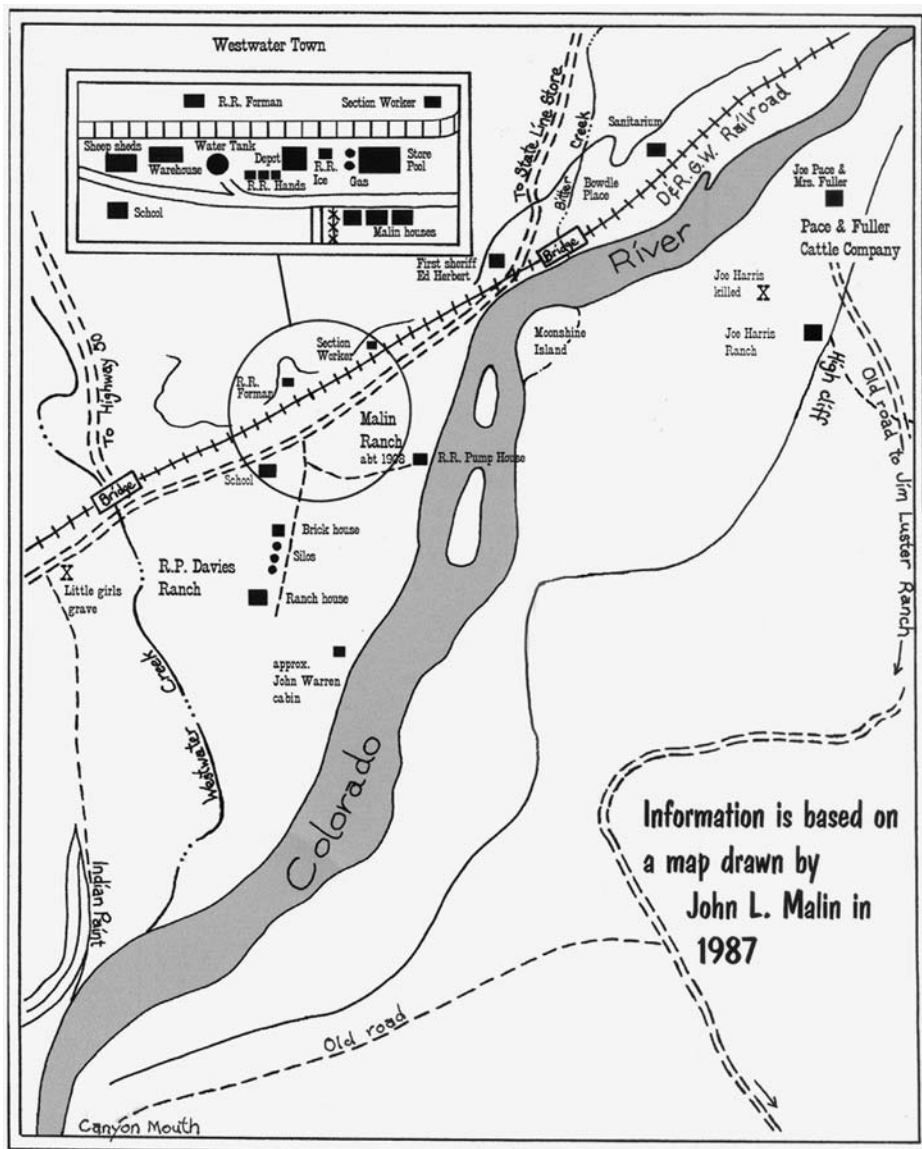 Westwater Town
R.R. Forman
Section Worker
Sheep sheds
Warehouse
Water Tank
Depot
R.R. Hands
R.R.
Ice
Gas
Store
Pool
School
Malin houses
To State Line Store
Bitter Creek
Sanitarium
Bowdle
Place
D&R.G.W. Railroad
Joe Pace &
Mrs. Fuller
Pace & Fuller
Cattle Company
First sheriff
Ed Herbert
Bridge
River
Joe Harris
killed X
Joe Harris
Ranch
High cliff
Old road to Jim Luster Ranch
Moonshine
Island
To Highway 50
Section
Worker
R.R.
Forman
Malin
Ranch
abt 1908
R.R. Pump House
School
Bridge
Brick house
Silos
R.P. Davies
Ranch
Ranch house
X
Little girls
grave
approx.
John Warren
cabin
Westwater Creek
Colorado
Indian Paint
Information is based on
a map drawn by
John L. Malin in
1987
Old road
Canyon Mouth